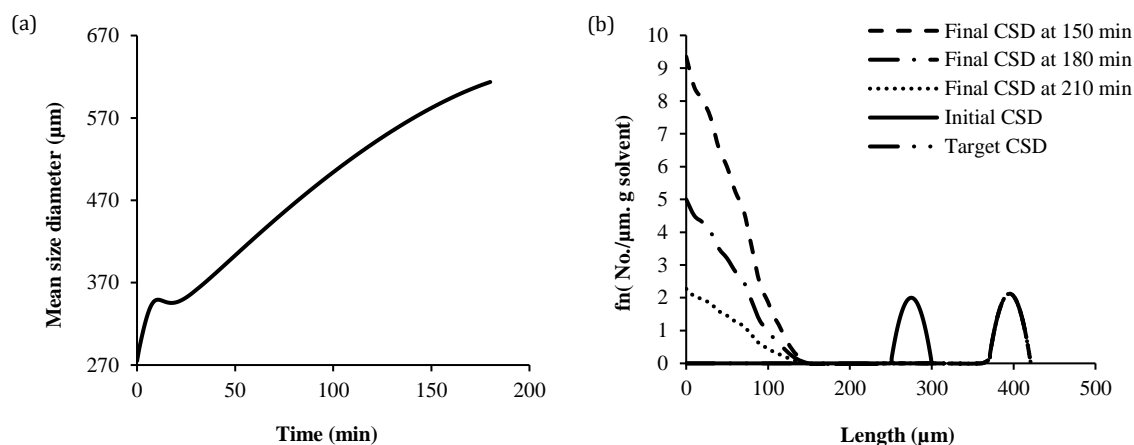 (a)
670
570
470
370
270
Mean size diameter (µm)
0
50
100
150
200
Time (min)
(b)
10
9
8
7
6
5
4
3
2
1
0
fn( No./µm. g solvent)
0
100
200
300
400
500
Length (µm)
Final CSD at 150 min
Final CSD at 180 min
Final CSD at 210 min
Initial CSD
Target CSD